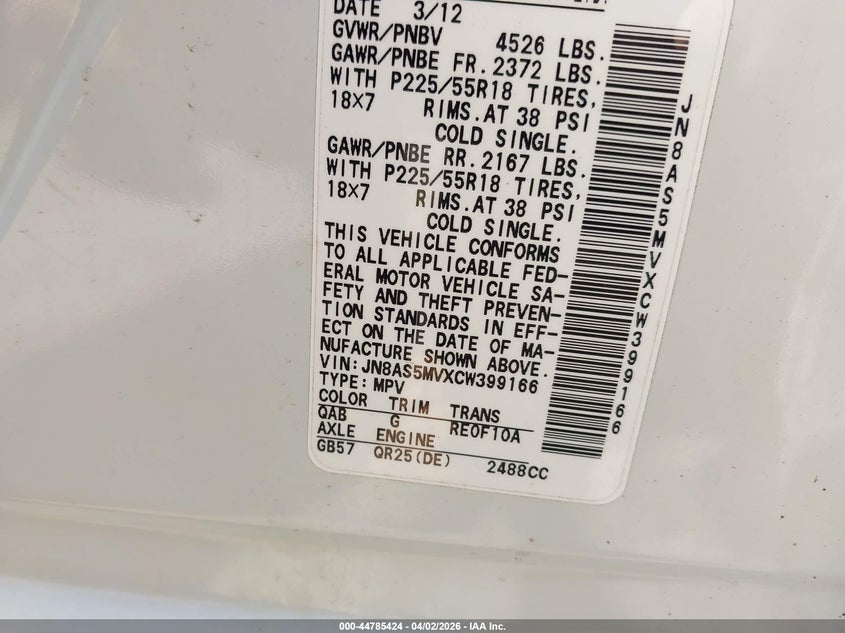 DATE 3/12
GVWR/PNBV 4526 LBS.
GAWR/PNBE FR. 2372 LBS.
WITH P225/55R18 TIRES,
18X7 RIMS. AT 38 PSI
COLD SINGLE.
GAWR/PNBE RR. 2167 LBS.
WITH P225/55R18 TIRES,
18X7 RIMS. AT 38 PSI
COLD SINGLE.
THIS VEHICLE CONFORMS
TO ALL APPLICABLE FED-
ERAL MOTOR VEHICLE SA-
FETY AND THEFT PREVEN-
TION STANDARDS IN EFF-
ECT ON THE DATE OF MA-
NUFACTURE SHOWN ABOVE.
VIN: JN8AS5MVXCW399166
TYPE: MPV
COLOR TRIM TRANS
QAB G RE0F10A
AXLE ENGINE
GB57 QR25(DE) 2488CC
JN8AS5MVXCW399166
000-44785424 - 04/02/2026 - IAA Inc.